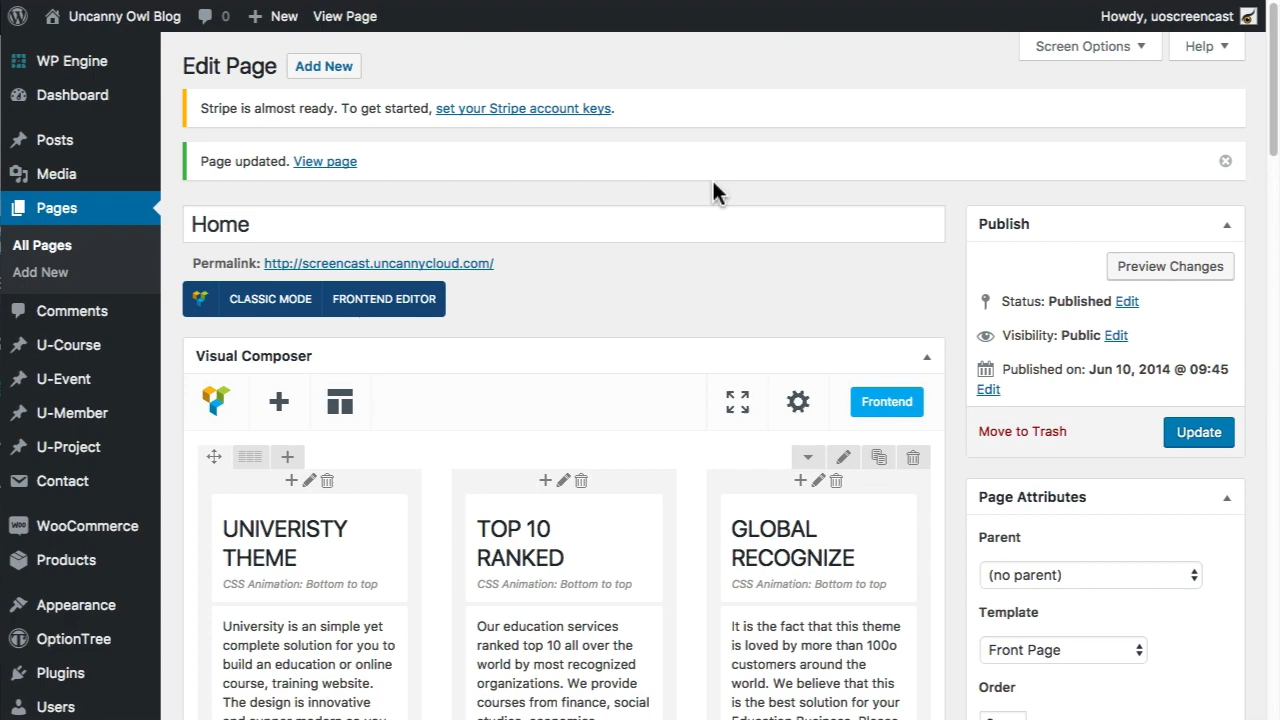 Uncanny Owl Blog 0 New View Page Howdy, uoscreencast
WP Engine
Dashboard
Posts
Media
Pages
All Pages
Add New
Comments
U-Course
U-Event
U-Member
U-Project
Contact
WooCommerce
Products
Appearance
OptionTree
Plugins
Users
Screen Options Help
Edit Page Add New
Stripe is almost ready. To get started, set your Stripe account keys.
Page updated. View page
Home
Permalink: http://screencast.uncannycloud.com/
CLASSIC MODE FRONTEND EDITOR
Visual Composer
Frontend
UNIVERISTY
THEME
CSS Animation: Bottom to top
University is an simple yet
complete solution for you to
build an education or online
course, training website.
The design is innovative
TOP 10
RANKED
CSS Animation: Bottom to top
Our education services
ranked top 10 all over the
world by most recognized
organizations. We provide
courses from finance, social
GLOBAL
RECOGNIZE
CSS Animation: Bottom to top
It is the fact that this theme
is loved by more than 100o
customers around the
world. We believe that this
is the best solution for your
Publish
Preview Changes
Status: Published Edit
Visibility: Public Edit
Published on: Jun 10, 2014 @ 09:45
Edit
Move to Trash Update
Page Attributes
Parent
(no parent)
Template
Front Page
Order